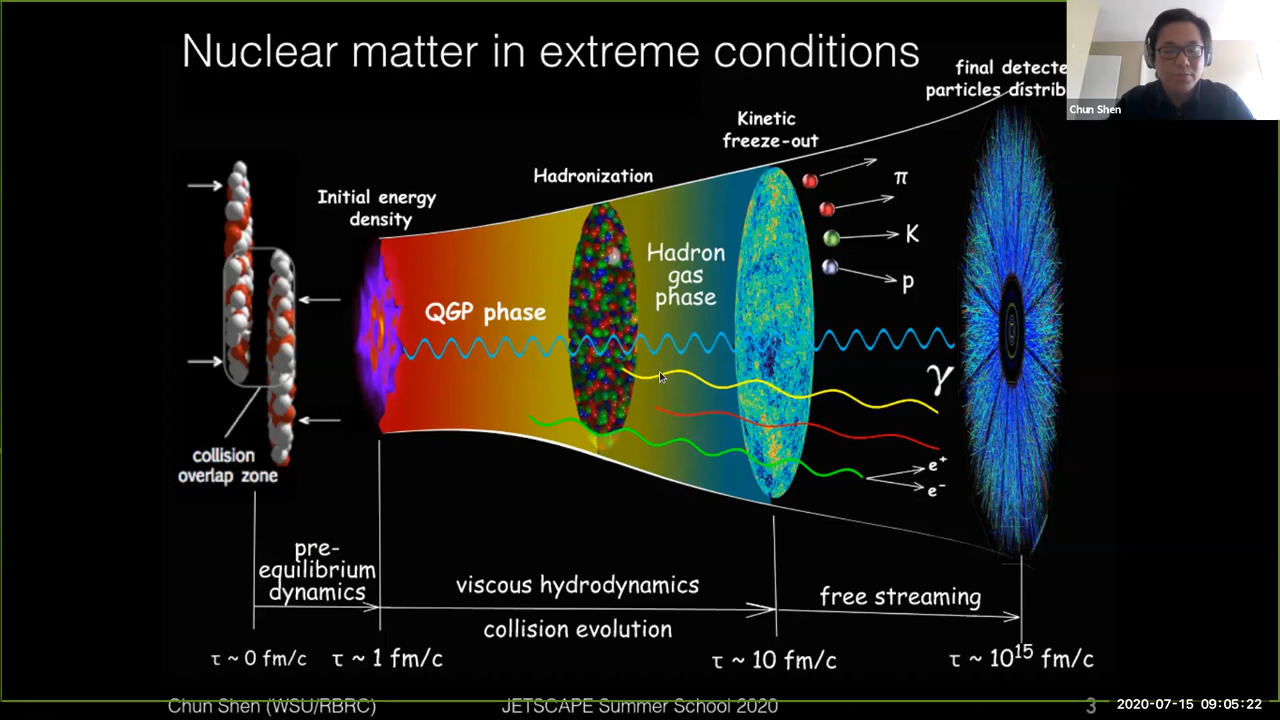 Nuclear matter in extreme conditions
final detecte
particles distrib
Chun Shen
Kinetic
freeze-out
Hadronization
Initial energy
density
π
K
p
Hadron
gas
phase
QGP phase
γ
e+
e-
collision
overlap zone
pre-
equilibrium
dynamics
viscous hydrodynamics
collision evolution
free streaming
τ ~ 0 fm/c
τ ~ 1 fm/c
τ ~ 10 fm/c
τ ~ 10¹⁵ fm/c
Chun Shen (WSU/RBRC)
JETSCAPE Summer School 2020
3
2020-07-15 09:05:22